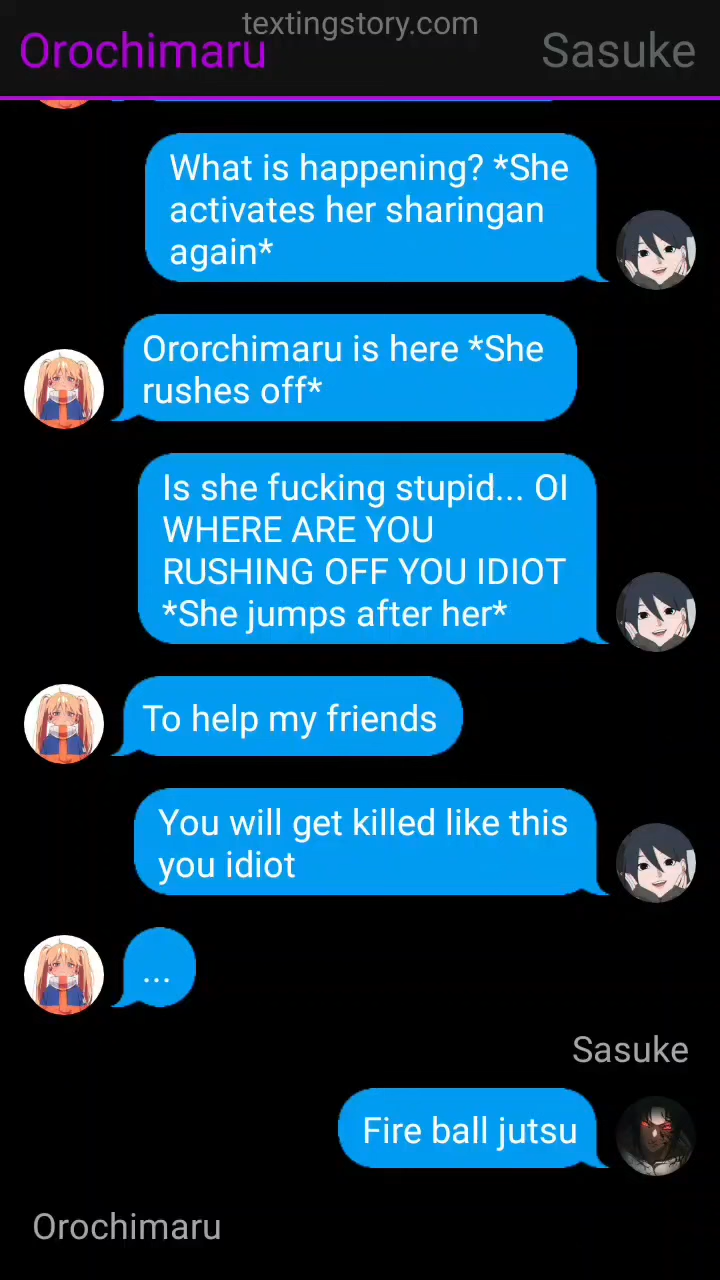 textingstory.com
Orochimaru
Sasuke
What is happening? *She
activates her sharingan
again*
Ororchimaru is here *She
rushes off*
Is she fucking stupid... OI
WHERE ARE YOU
RUSHING OFF YOU IDIOT
*She jumps after her*
To help my friends
You will get killed like this
you idiot
...
Sasuke
Fire ball jutsu
Orochimaru